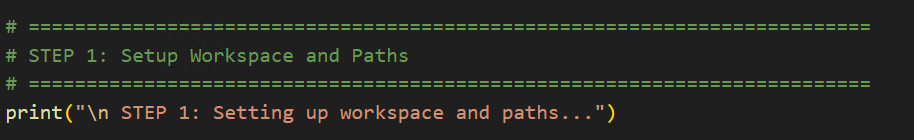 # ========================================================================
# STEP 1: Setup Workspace and Paths
# ========================================================================
print("\n STEP 1: Setting up workspace and paths...")